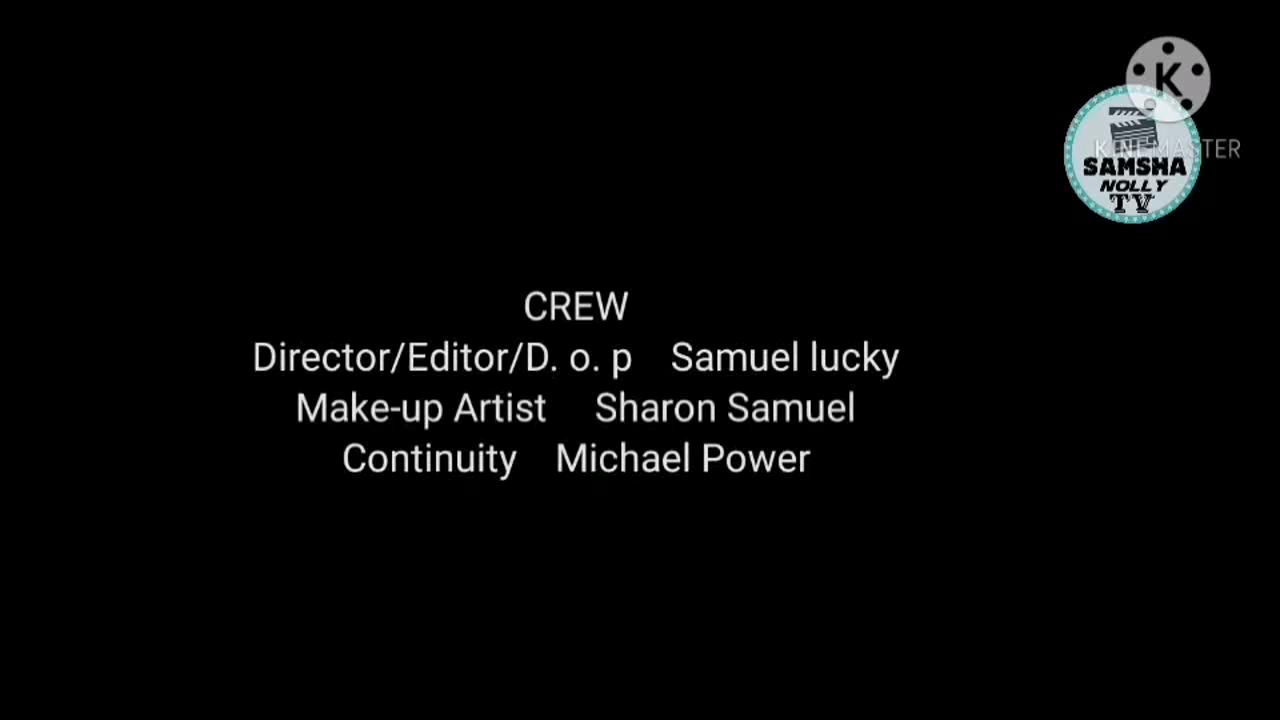 K
KINEMASTER
SAMSHA
NOLLY
TV
CREW
Director/Editor/D. o. p Samuel lucky
Make-up Artist Sharon Samuel
Continuity Michael Power